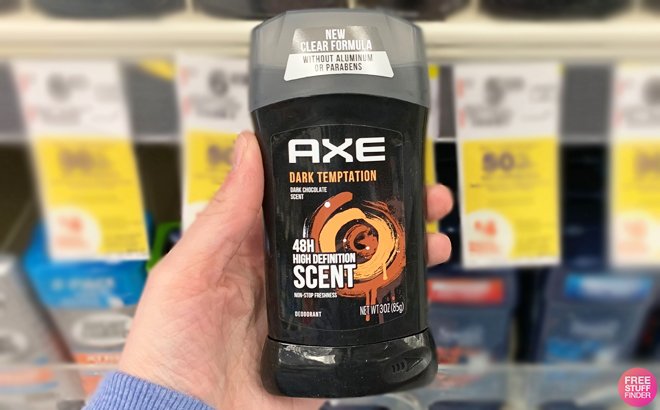 NEW
CLEAR FORMULA
WITHOUT ALUMINUM
OR PARABENS
AXE
DARK TEMPTATION
DARK CHOCOLATE
SCENT
48H
HIGH DEFINITION
SCENT
NON-STOP FRESHNESS
DEODORANT
NET WT 3OZ (85g)
50
FREE
STUFF
FINDER